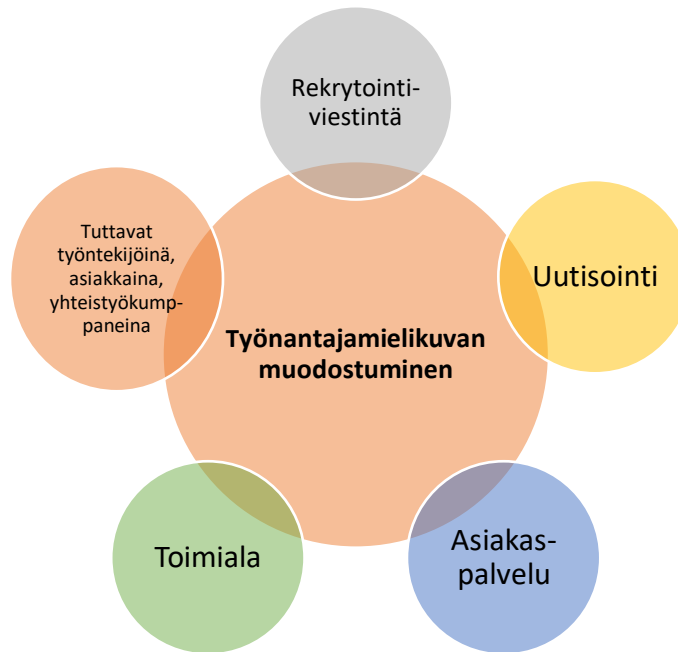 Rekrytointi-
viestintä
Tuttavat
työntekijöinä,
asiakkaina,
yhteistyökump-
paneina
Uutisointi
Työnantajamielikuvan
muodostuminen
Toimiala
Asiakas-
palvelu